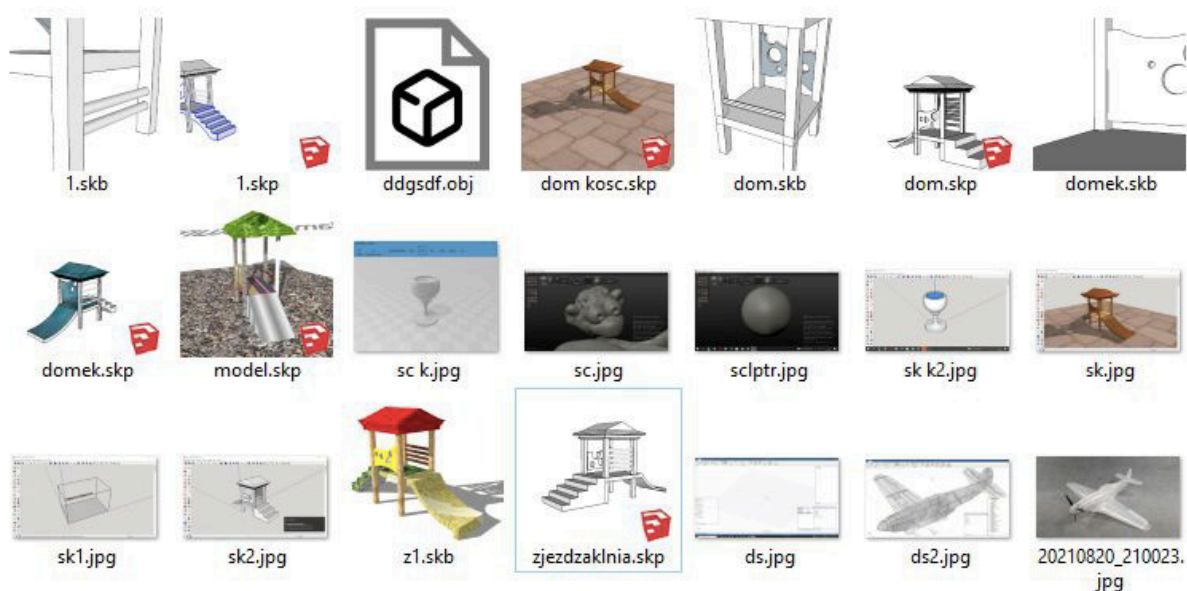 1.skb
1.skp
ddgsdf.obj
dom kosc.skp
dom.skb
dom.skp
domek.skb
domek.skp
model.skp
sc k.jpg
sc.jpg
sclptr.jpg
sk k2.jpg
sk.jpg
sk1.jpg
sk2.jpg
z1.skb
zjezdzaklnia.skp
ds.jpg
ds2.jpg
20210820_210023.
jpg